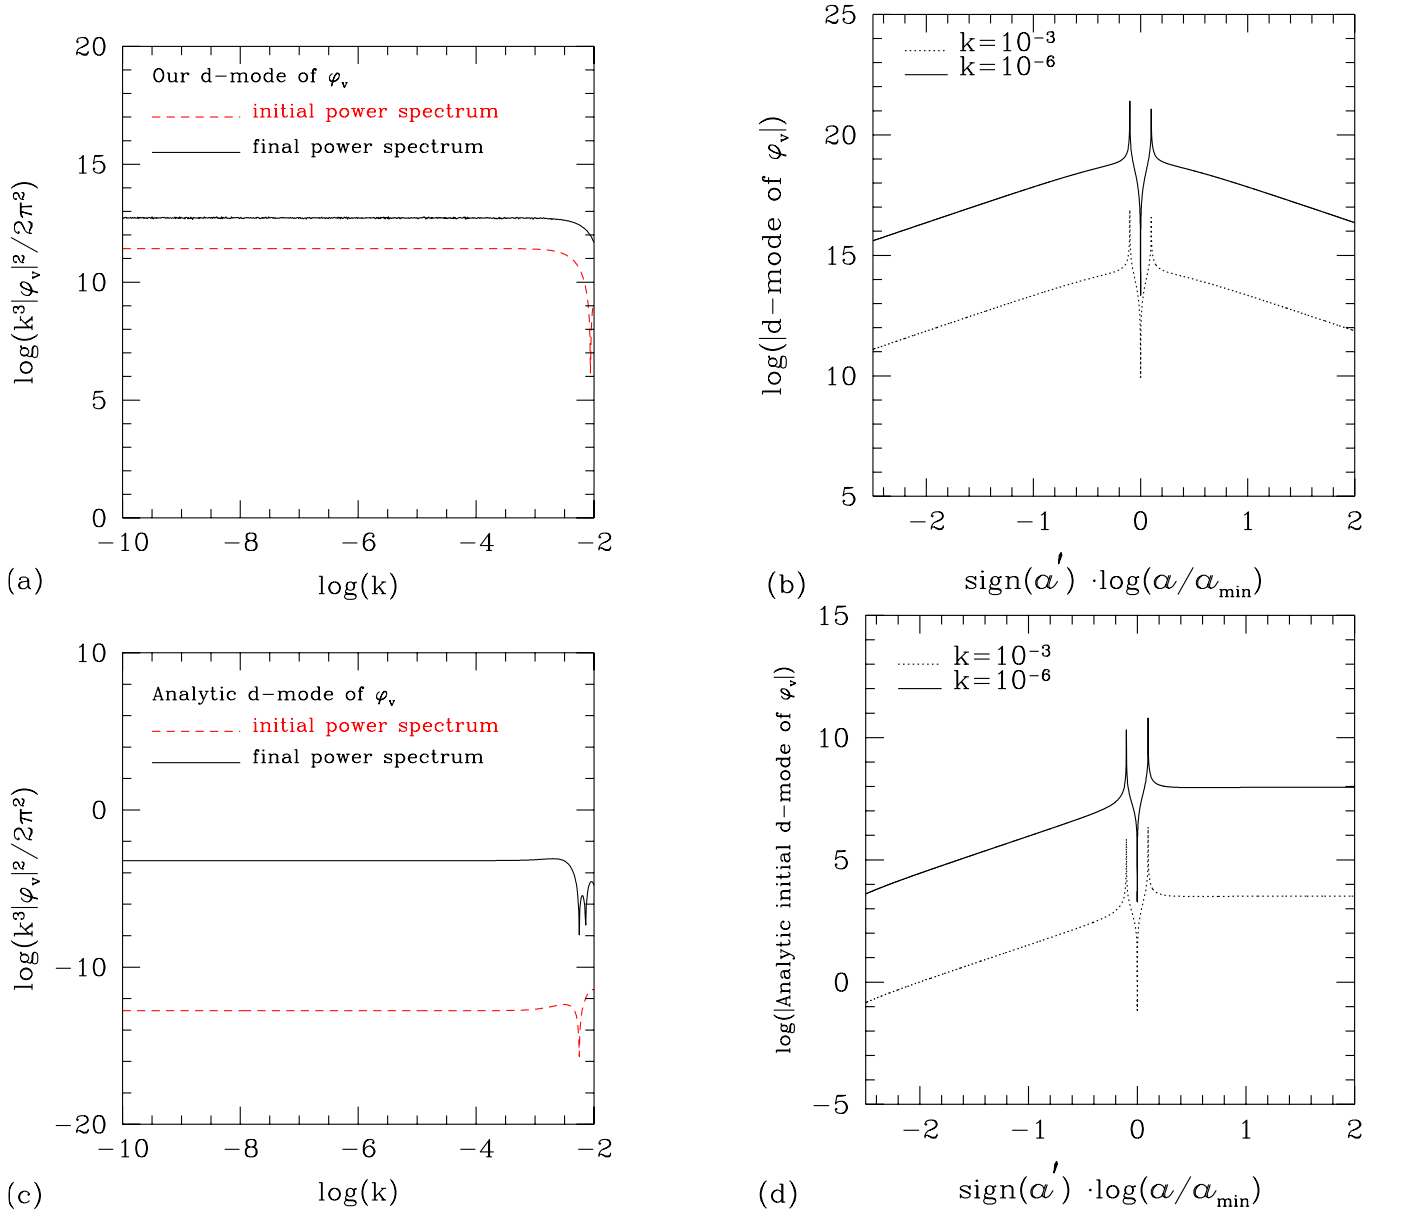 20
15
10
5
0
−10 −8 −6 −4 −2
log(k³|φᵥ|²/2π²)
log(k)
Our d−mode of φᵥ
initial power spectrum
final power spectrum
(a)
25
20
15
10
5
−2 −1 0 1 2
log(|d−mode of φᵥ|)
sign(a′) ·log(a/a_min)
k=10⁻³
k=10⁻⁶
(b)
10
0
−10
−20
−10 −8 −6 −4 −2
log(k³|φᵥ|²/2π²)
log(k)
Analytic d−mode of φᵥ
initial power spectrum
final power spectrum
(c)
15
10
5
0
−5
−2 −1 0 1 2
log(|Analytic initial d−mode of φᵥ|)
sign(a′) ·log(a/a_min)
k=10⁻³
k=10⁻⁶
(d)